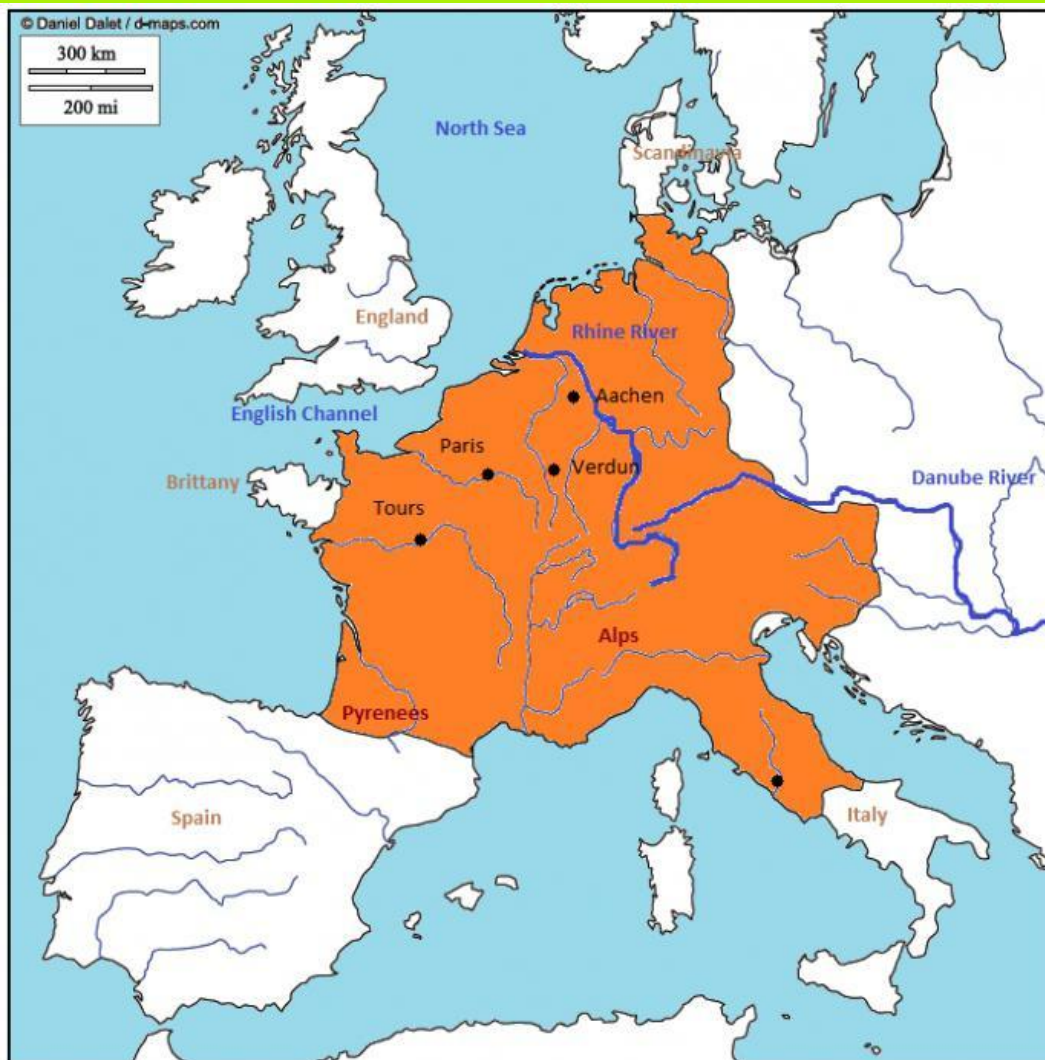 © Daniel Dalet / d-maps.com
300 km
200 mi
North Sea
Scandinavia
England
Rhine River
Aachen
English Channel
Paris
Verdun
Brittany
Danube River
Tours
Alps
Pyrenees
Spain
Italy